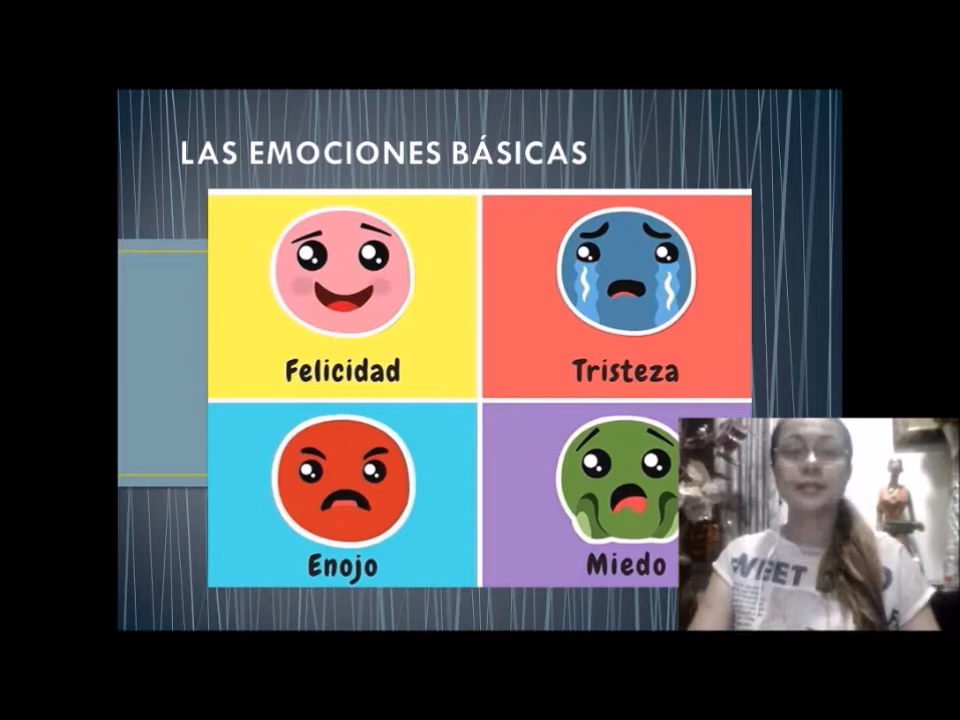 LAS EMOCIONES BÁSICAS
Felicidad
Tristeza
Enojo
Miedo